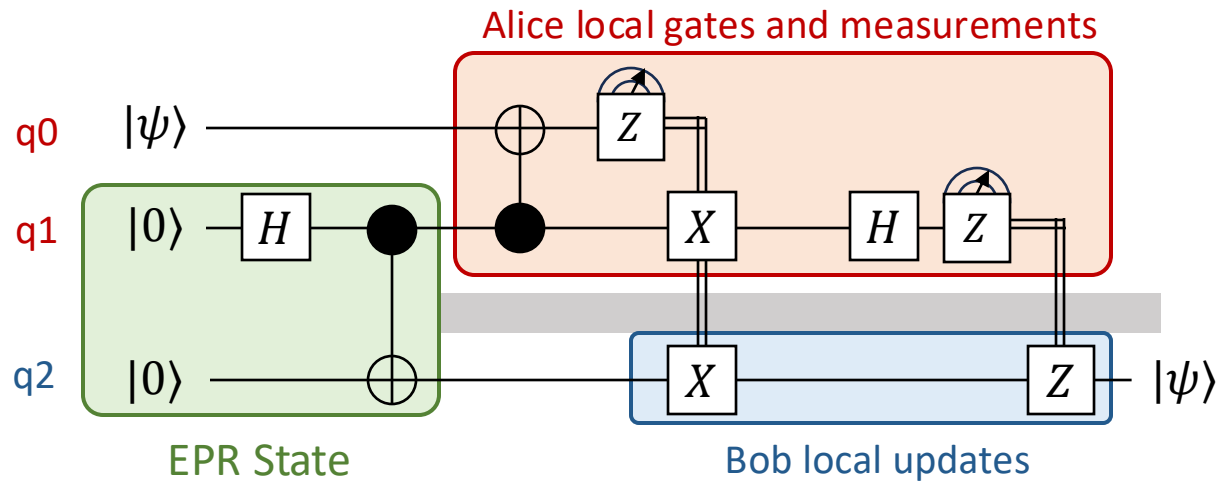 Alice local gates and measurements
q0 |ψ⟩ Z
q1 |0⟩ H X H Z
q2 |0⟩ X Z |ψ⟩
EPR State
Bob local updates